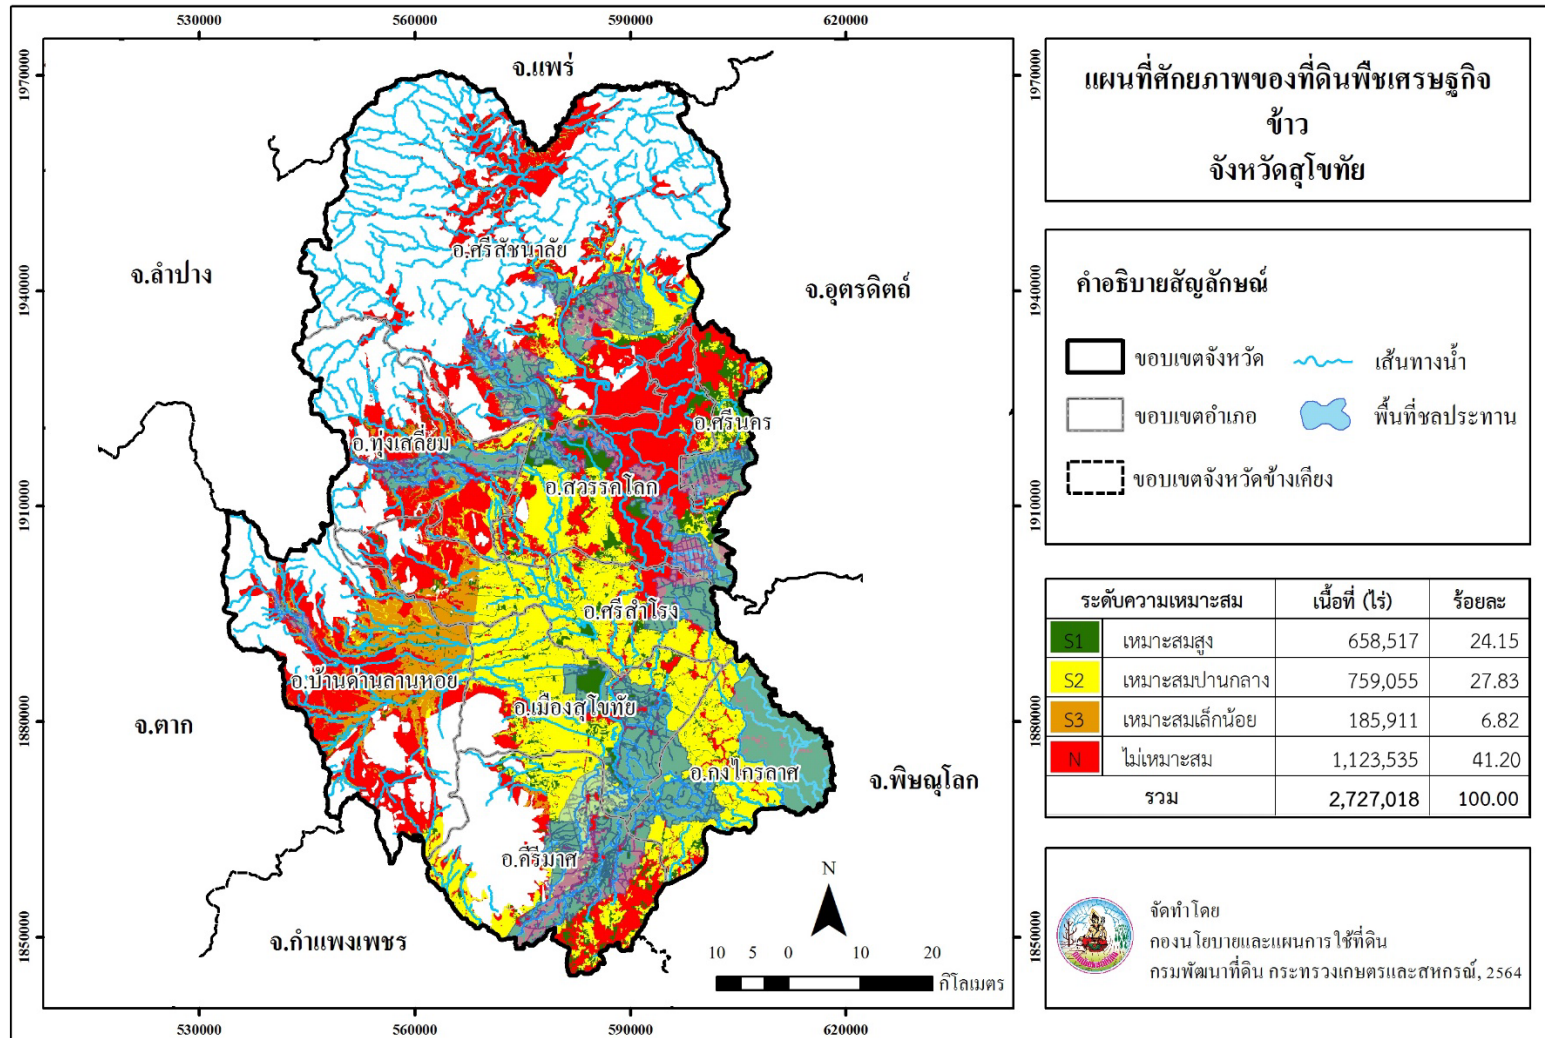 530000 560000 590000 620000
1970000 1940000 1910000 1880000 1850000
จ.แพร่
จ.ลำปาง
จ.อุตรดิตถ์
จ.ตาก
จ.พิษณุโลก
จ.กำแพงเพชร
อ.ศรีสัชนาลัย
อ.ศรีนคร
อ.ทุ่งเสลี่ยม
อ.สวรรคโลก
อ.ศรีสำโรง
อ.บ้านด่านลานหอย
อ.เมืองสุโขทัย
อ.กงไกรลาศ
อ.คีรีมาศ
N
10 5 0 10 20
กิโลเมตร
530000 560000 590000 620000
1970000 1940000 1910000 1880000 1850000
แผนที่ศักยภาพของที่ดินพืชเศรษฐกิจ
ข้าว
จังหวัดสุโขทัย
คำอธิบายสัญลักษณ์
ขอบเขตจังหวัด เส้นทางน้ำ
ขอบเขตอำเภอ พื้นที่ชลประทาน
ขอบเขตจังหวัดข้างเคียง
ระดับความเหมาะสม เนื้อที่ (ไร่) ร้อยละ
S1 เหมาะสมสูง 658,517 24.15
S2 เหมาะสมปานกลาง 759,055 27.83
S3 เหมาะสมเล็กน้อย 185,911 6.82
N ไม่เหมาะสม 1,123,535 41.20
รวม 2,727,018 100.00
จัดทำโดย
กองนโยบายและแผนการใช้ที่ดิน
กรมพัฒนาที่ดิน กระทรวงเกษตรและสหกรณ์, 2564